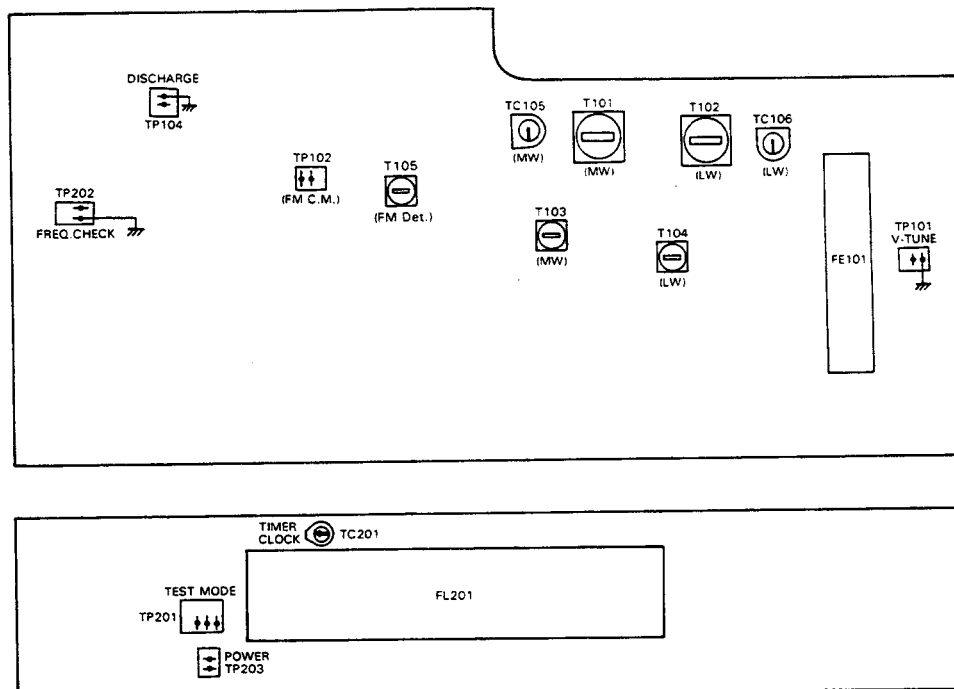 DISCHARGE
TP104
TP202
FREQ.CHECK
TP102
(FM C.M.)
T105
(FM Det.)
TC105
(MW)
T101
(MW)
T102
(LW)
TC106
(LW)
T103
(MW)
T104
(LW)
FE101
TP101
V-TUNE
TIMER
CLOCK
TC201
FL201
TEST MODE
TP201
POWER
TP203